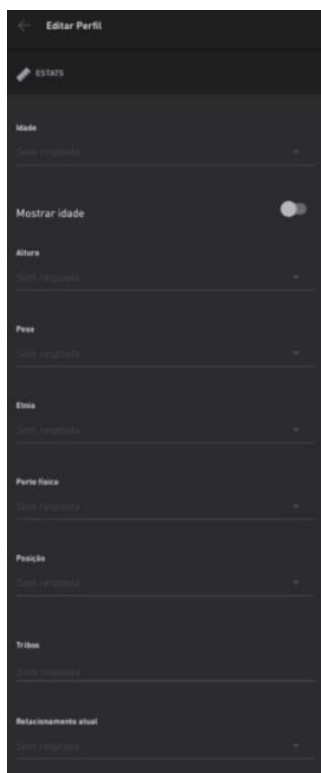 Editar Perfil
ESTATS
Idade
Sem resposta
Mostrar idade
Altura
Sem resposta
Peso
Sem resposta
Etnia
Sem resposta
Porte físico
Sem resposta
Posição
Sem resposta
Tribos
Sem resposta
Relacionamento atual
Sem resposta